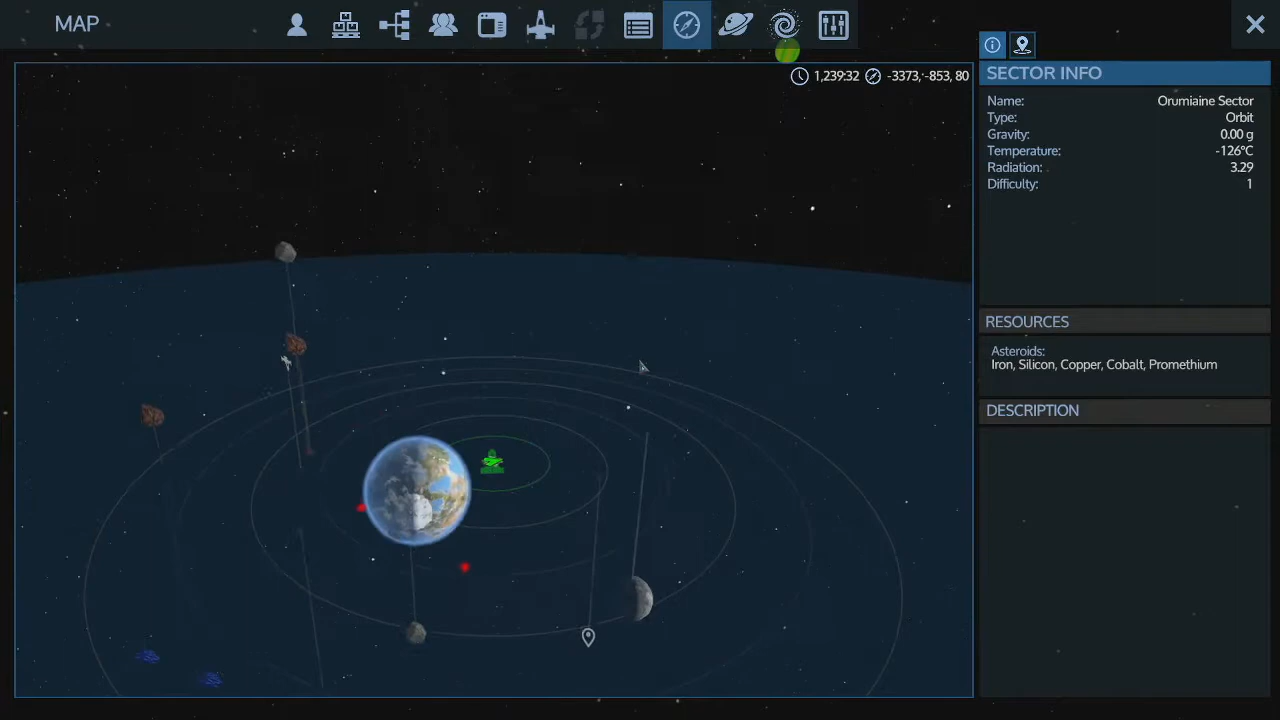 MAP
1,239:32 -3373, -853, 80
SECTOR INFO
Name: Orumiaine Sector
Type: Orbit
Gravity: 0.00 g
Temperature: -126°C
Radiation: 3.29
Difficulty: 1
RESOURCES
Asteroids:
Iron, Silicon, Copper, Cobalt, Promethium
DESCRIPTION